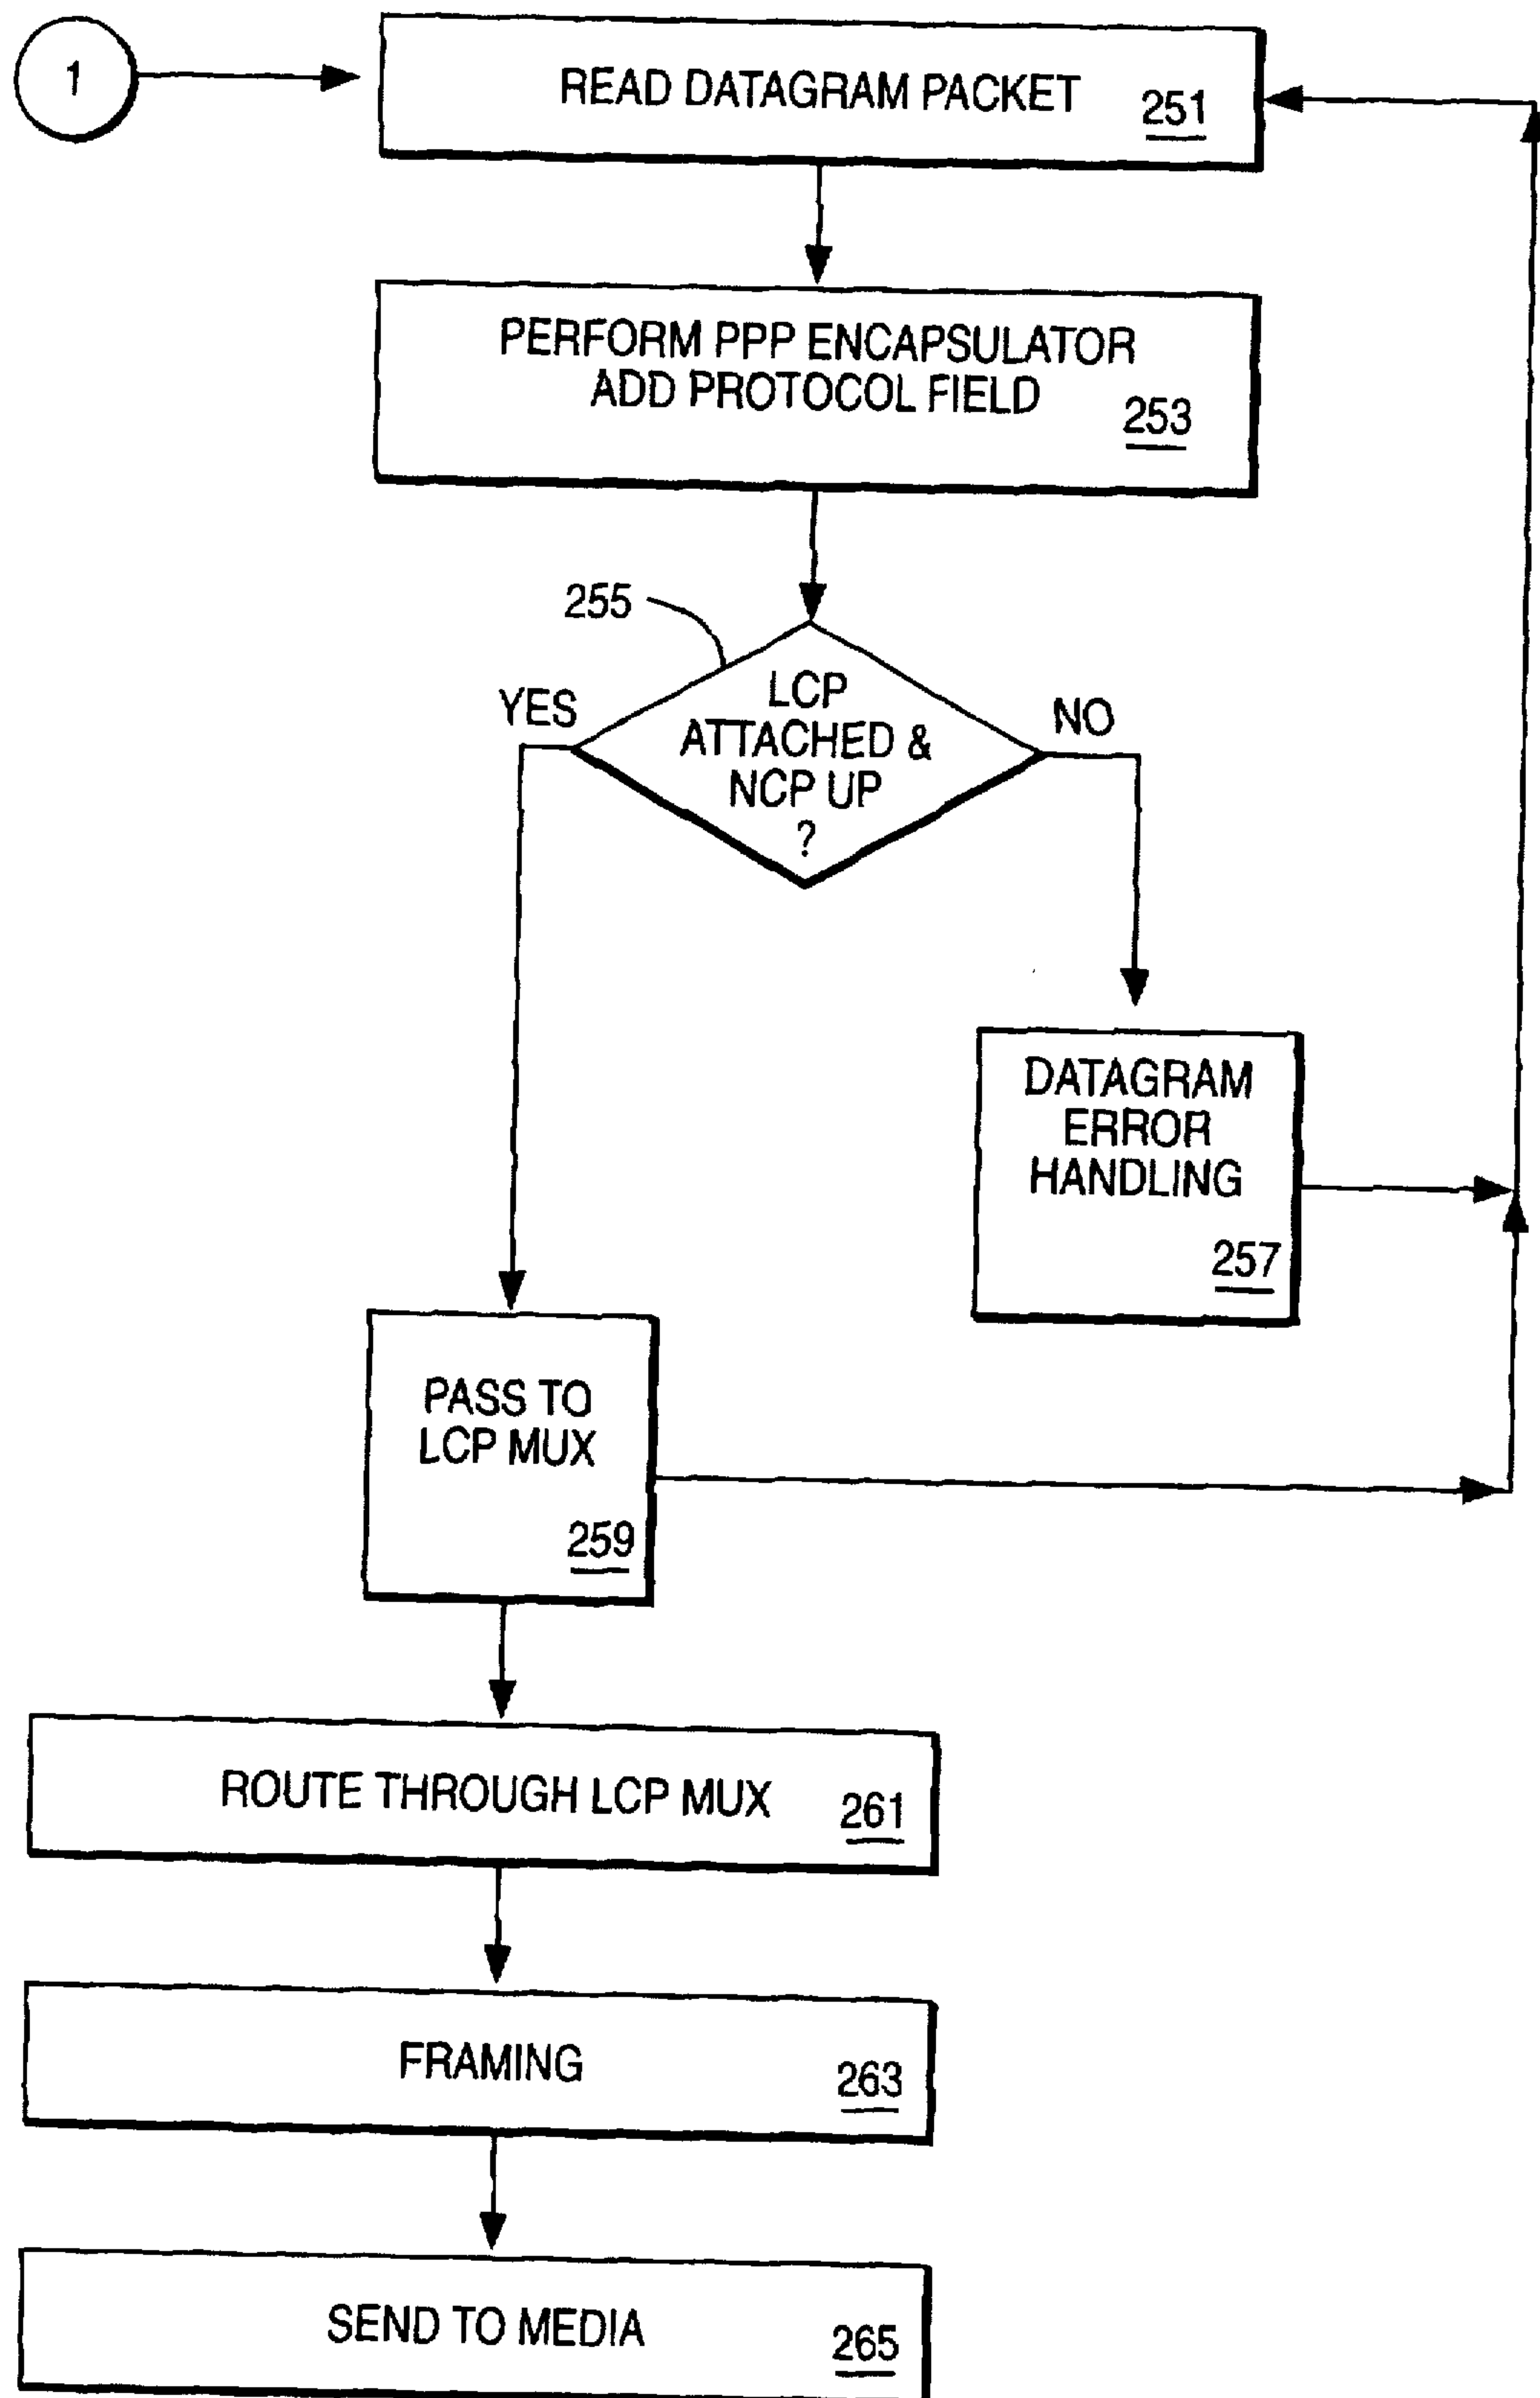 1
READ DATAGRAM PACKET 251
PERFORM PPP ENCAPSULATOR
ADD PROTOCOL FIELD 253
255
YES
LCP
ATTACHED &
NCP UP
?
NO
DATAGRAM
ERROR
HANDLING
257
PASS TO
LCP MUX
259
ROUTE THROUGH LCP MUX 261
FRAMING 263
SEND TO MEDIA 265